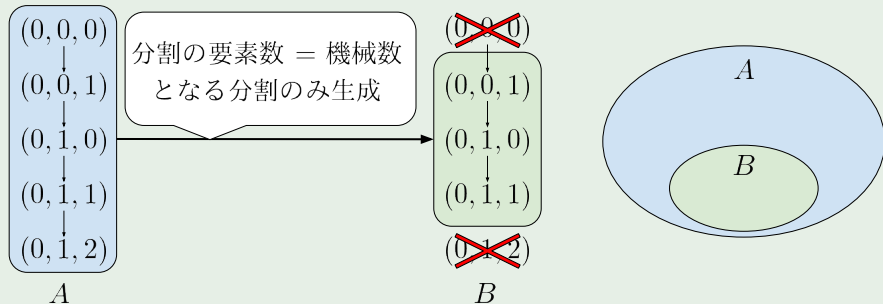 (0, 0, 0)
(0, 0, 1)
(0, 1, 0)
(0, 1, 1)
(0, 1, 2)
A
分割の要素数 = 機械数
となる分割のみ生成
(0, 0, 0)
(0, 0, 1)
(0, 1, 0)
(0, 1, 1)
(0, 1, 2)
B
A
B